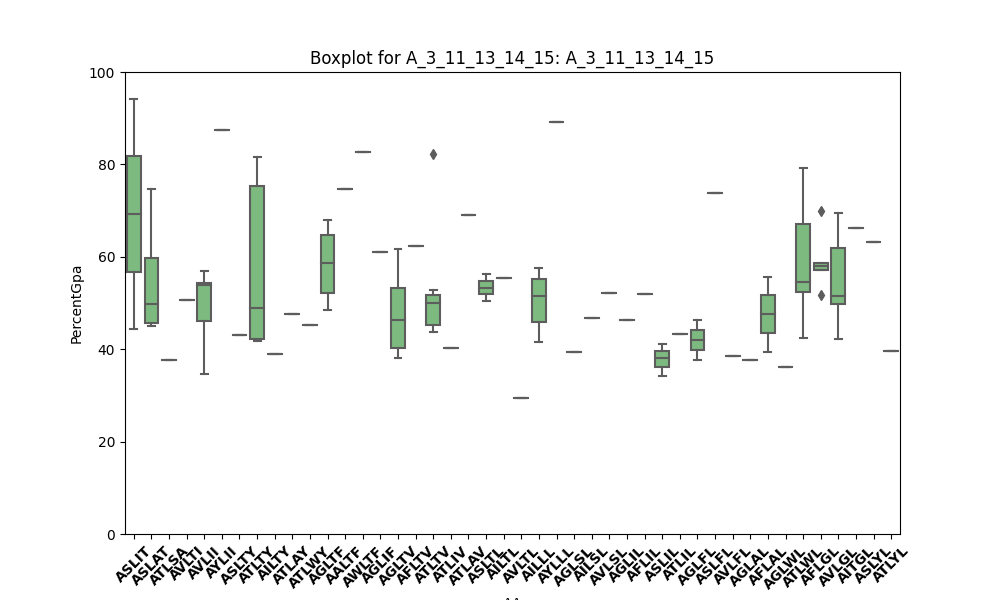 Boxplot for A_3_11_13_14_15: A_3_11_13_14_15
PercentGpa
100
80
60
40
20
0
ASLIT
ASLAT
ATLSA
AVLTI
AVLII
AYLII
ASLTY
ATLTY
AILTY
ATLAY
ATLWY
AGLTF
AALTF
AWLTF
AGLIF
AGLTV
AFLTV
ATLTV
ATLIV
ATLAV
ASLTL
AILTL
AVLTL
AILLL
AYLLL
AGLSL
AILSL
AVLSL
AGLIL
AFLIL
ASLIL
ATLIL
AGLFL
ASLFL
AVLFL
AGLAL
AFLAL
AGLWL
ATLWL
AFLGL
AVLGL
AITGL
ASLYL
ATLYL